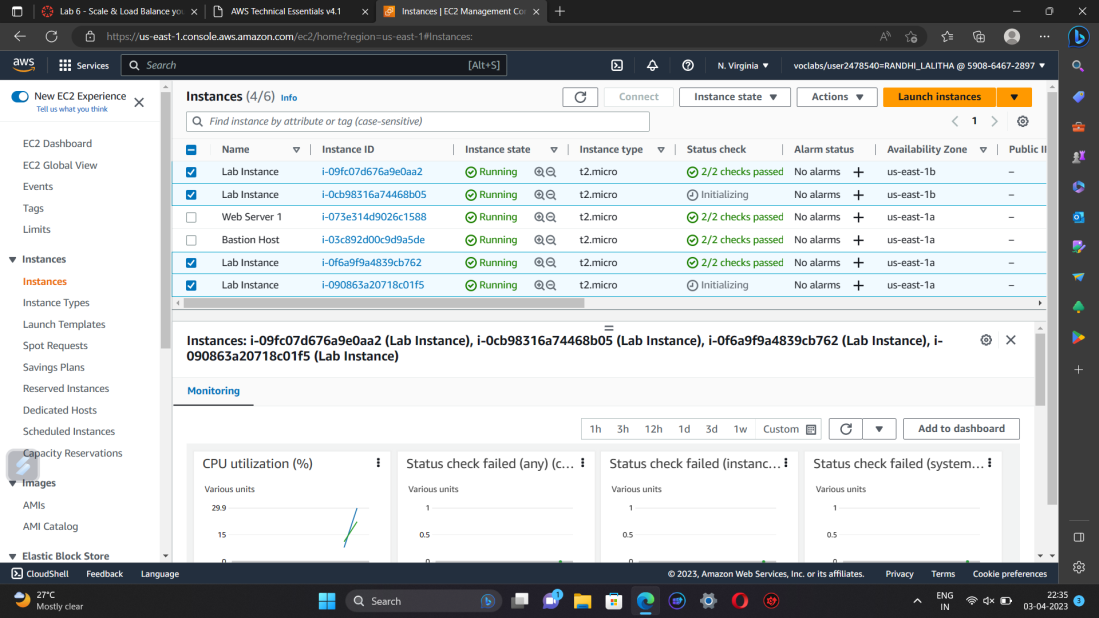 Lab 6 - Scale & Load Balance yo
AWS Technical Essentials v4.1
Instances | EC2 Management Co
https://us-east-1.console.aws.amazon.com/ec2/home?region=us-east-1#Instances:
aws
Services
Search
[Alt+S]
N. Virginia
voclabs/user2478540=RANDHI_LALITHA @ 5908-6467-2897
New EC2 Experience
Tell us what you think
EC2 Dashboard
EC2 Global View
Events
Tags
Limits
Instances
Instances
Instance Types
Launch Templates
Spot Requests
Savings Plans
Reserved Instances
Dedicated Hosts
Scheduled Instances
Capacity Reservations
Images
AMIs
AMI Catalog
Elastic Block Store
Instances (4/6) Info
Connect
Instance state
Actions
Launch instances
Find instance by attribute or tag (case-sensitive)
1
Name Instance ID Instance state Instance type Status check Alarm status Availability Zone Public I
Lab Instance i-09fc07d676a9e0aa2 Running t2.micro 2/2 checks passed No alarms us-east-1b –
Lab Instance i-0cb98316a74468b05 Running t2.micro Initializing No alarms us-east-1b –
Web Server 1 i-073e314d9026c1588 Running t2.micro 2/2 checks passed No alarms us-east-1a –
Bastion Host i-03c892d00c9d9a5de Running t2.micro 2/2 checks passed No alarms us-east-1a –
Lab Instance i-0f6a9f9a4839cb762 Running t2.micro 2/2 checks passed No alarms us-east-1a –
Lab Instance i-090863a20718c01f5 Running t2.micro Initializing No alarms us-east-1a –
Instances: i-09fc07d676a9e0aa2 (Lab Instance), i-0cb98316a74468b05 (Lab Instance), i-0f6a9f9a4839cb762 (Lab Instance), i-
090863a20718c01f5 (Lab Instance)
Monitoring
1h 3h 12h 1d 3d 1w Custom
Add to dashboard
CPU utilization (%)
Various units
29.9
15
0
Status check failed (any) (c...
Various units
1
0.5
0
Status check failed (instanc...
Various units
1
0.5
0
Status check failed (system...
Various units
1
0.5
0
CloudShell
Feedback
Language
© 2023, Amazon Web Services, Inc. or its affiliates.
Privacy
Terms
Cookie preferences
27°C
Mostly clear
Search
1
ENG
IN
22:35
03-04-2023
3